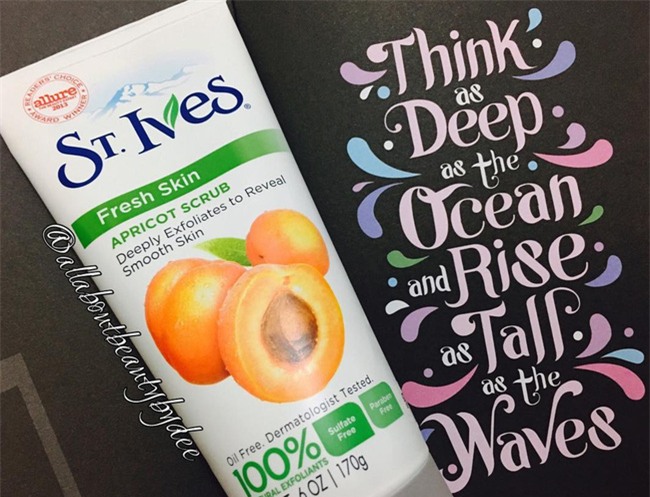 READERS' CHOICE
allure
2013
AWARD WINNER
ST. IVES®
Fresh Skin
APRICOT SCRUB
Deeply Exfoliates to Reveal
Smooth Skin
Oil Free. Dermatologist Tested.
100%
Sulfate
Free
Paraben
Free
6 OZ | 170g
@allaboutbeautybydee
Think
as
Deep
as the
Ocean
and Rise
as Tall
as the
Waves